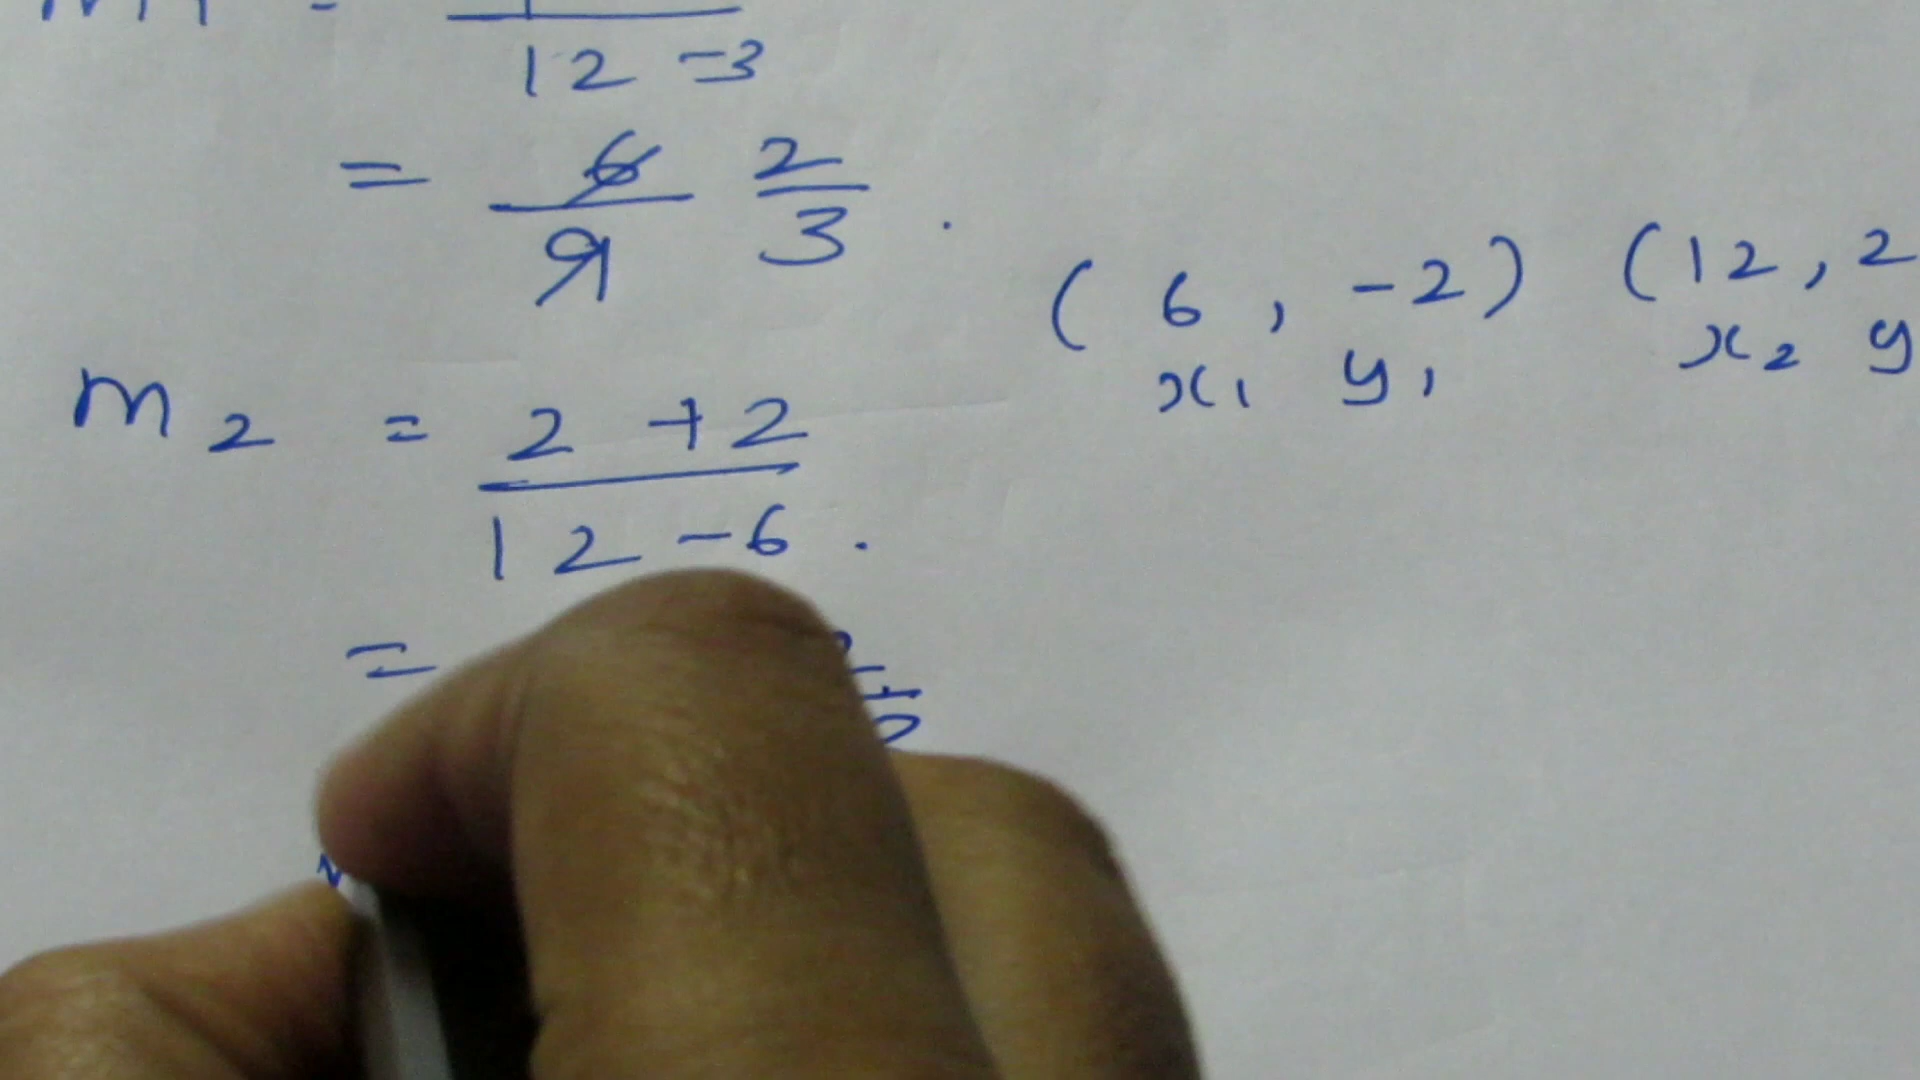 12 -3
= 6/9 2/3 .
(6, -2) (12, 2
x₁ y₁ x₂ y
m₂ = 2 +2 / 12 -6 .
=